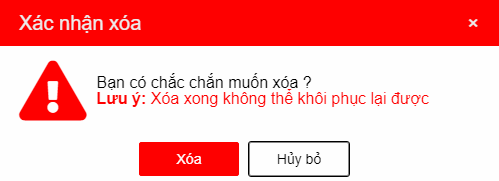 Xác nhận xóa ×
Bạn có chắc chắn muốn xóa ?
Lưu ý: Xóa xong không thể khôi phục lại được
Xóa Hủy bỏ